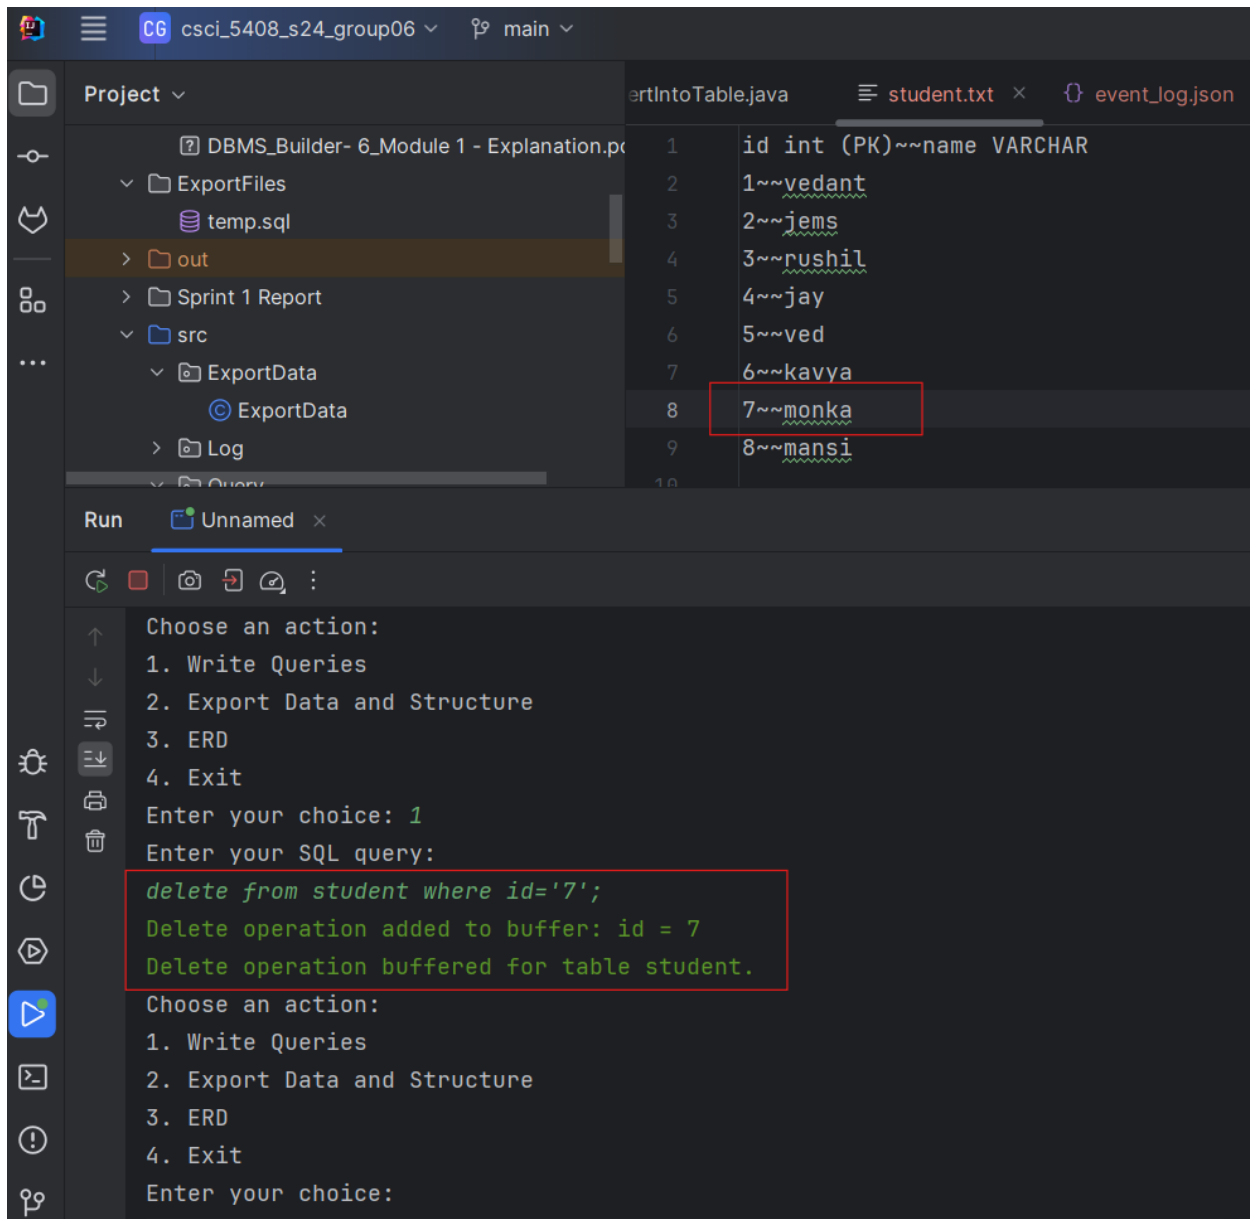 CG csci_5408_s24_group06 main
Project
DBMS_Builder- 6_Module 1 - Explanation.pd
ExportFiles
temp.sql
out
Sprint 1 Report
src
ExportData
ExportData
Log
Query
ertIntoTable.java student.txt event_log.json
1 id int (PK)~~name VARCHAR
2 1~~vedant
3 2~~jems
4 3~~rushil
5 4~~jay
6 5~~ved
7 6~~kavya
8 7~~monka
9 8~~mansi
10
Run Unnamed
Choose an action:
1. Write Queries
2. Export Data and Structure
3. ERD
4. Exit
Enter your choice: 1
Enter your SQL query:
delete from student where id='7';
Delete operation added to buffer: id = 7
Delete operation buffered for table student.
Choose an action:
1. Write Queries
2. Export Data and Structure
3. ERD
4. Exit
Enter your choice: